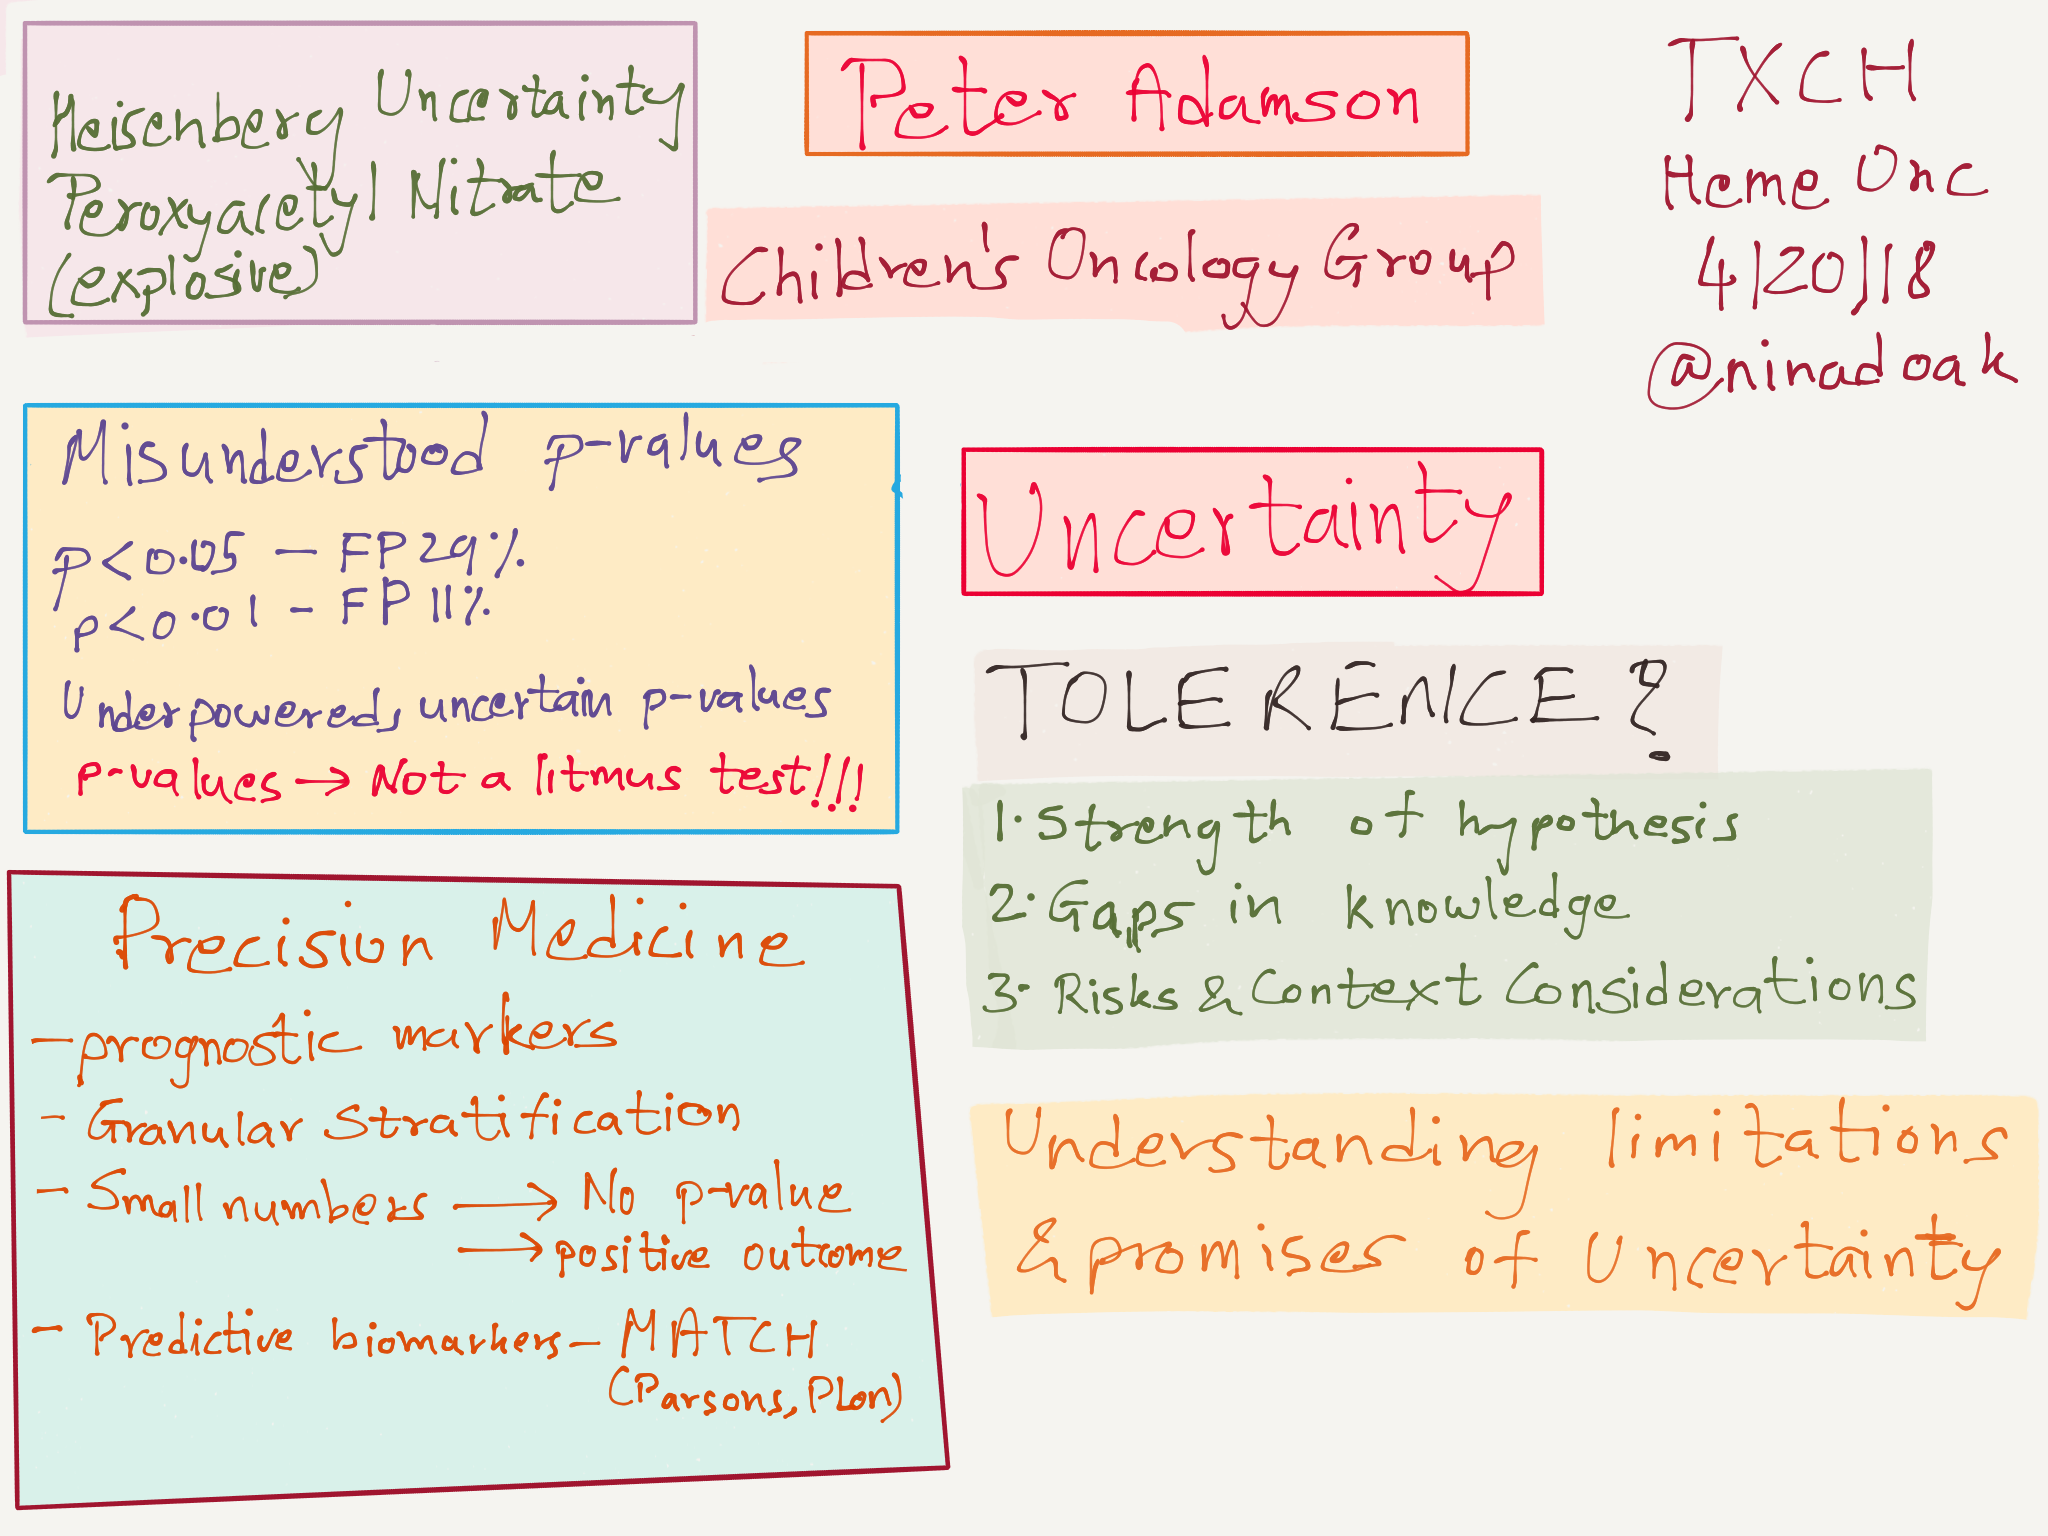 Heisenberg Uncertainty
Peroxyacetyl Nitrate
(explosive)
Peter Adamson
Children's Oncology Group
TXCH
Heme Onc
4/20/18
@ninadoak
Misunderstood p-values
p<0.05 — FP 29%
p<0.01 – FP 11%
Underpowered, uncertain p-values
p-values → Not a litmus test!!!
Uncertainty
TOLERENCE?
1. Strength of hypothesis
2. Gaps in knowledge
3. Risks & Context Considerations
Understanding limitations
& promises of Uncertainty
Precision Medicine
- prognostic markers
- Granular Stratification
- Small numbers → No p-value
→ positive outcome
- Predictive biomarkers – MATCH
(Parsons, Plon)